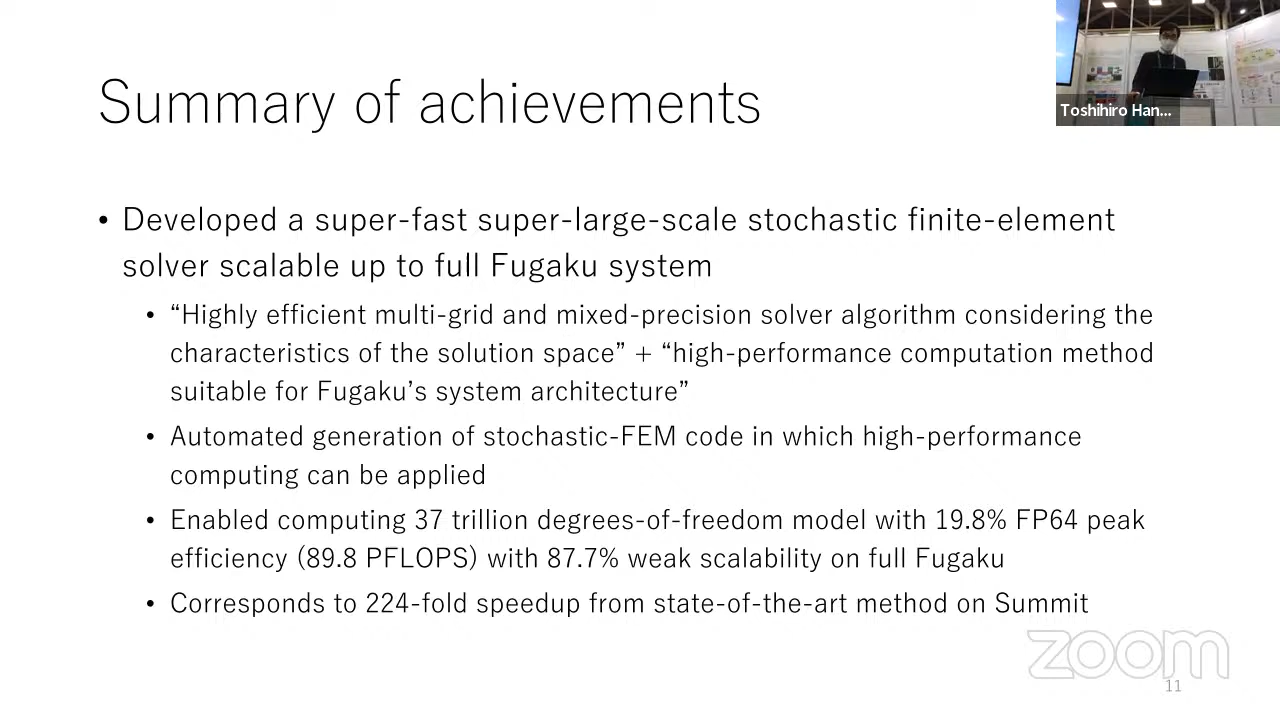 Summary of achievements
Toshihiro Han...
• Developed a super-fast super-large-scale stochastic finite-element
solver scalable up to full Fugaku system
• “Highly efficient multi-grid and mixed-precision solver algorithm considering the
characteristics of the solution space” + “high-performance computation method
suitable for Fugaku’s system architecture”
• Automated generation of stochastic-FEM code in which high-performance
computing can be applied
• Enabled computing 37 trillion degrees-of-freedom model with 19.8% FP64 peak
efficiency (89.8 PFLOPS) with 87.7% weak scalability on full Fugaku
• Corresponds to 224-fold speedup from state-of-the-art method on Summit
zoom
11